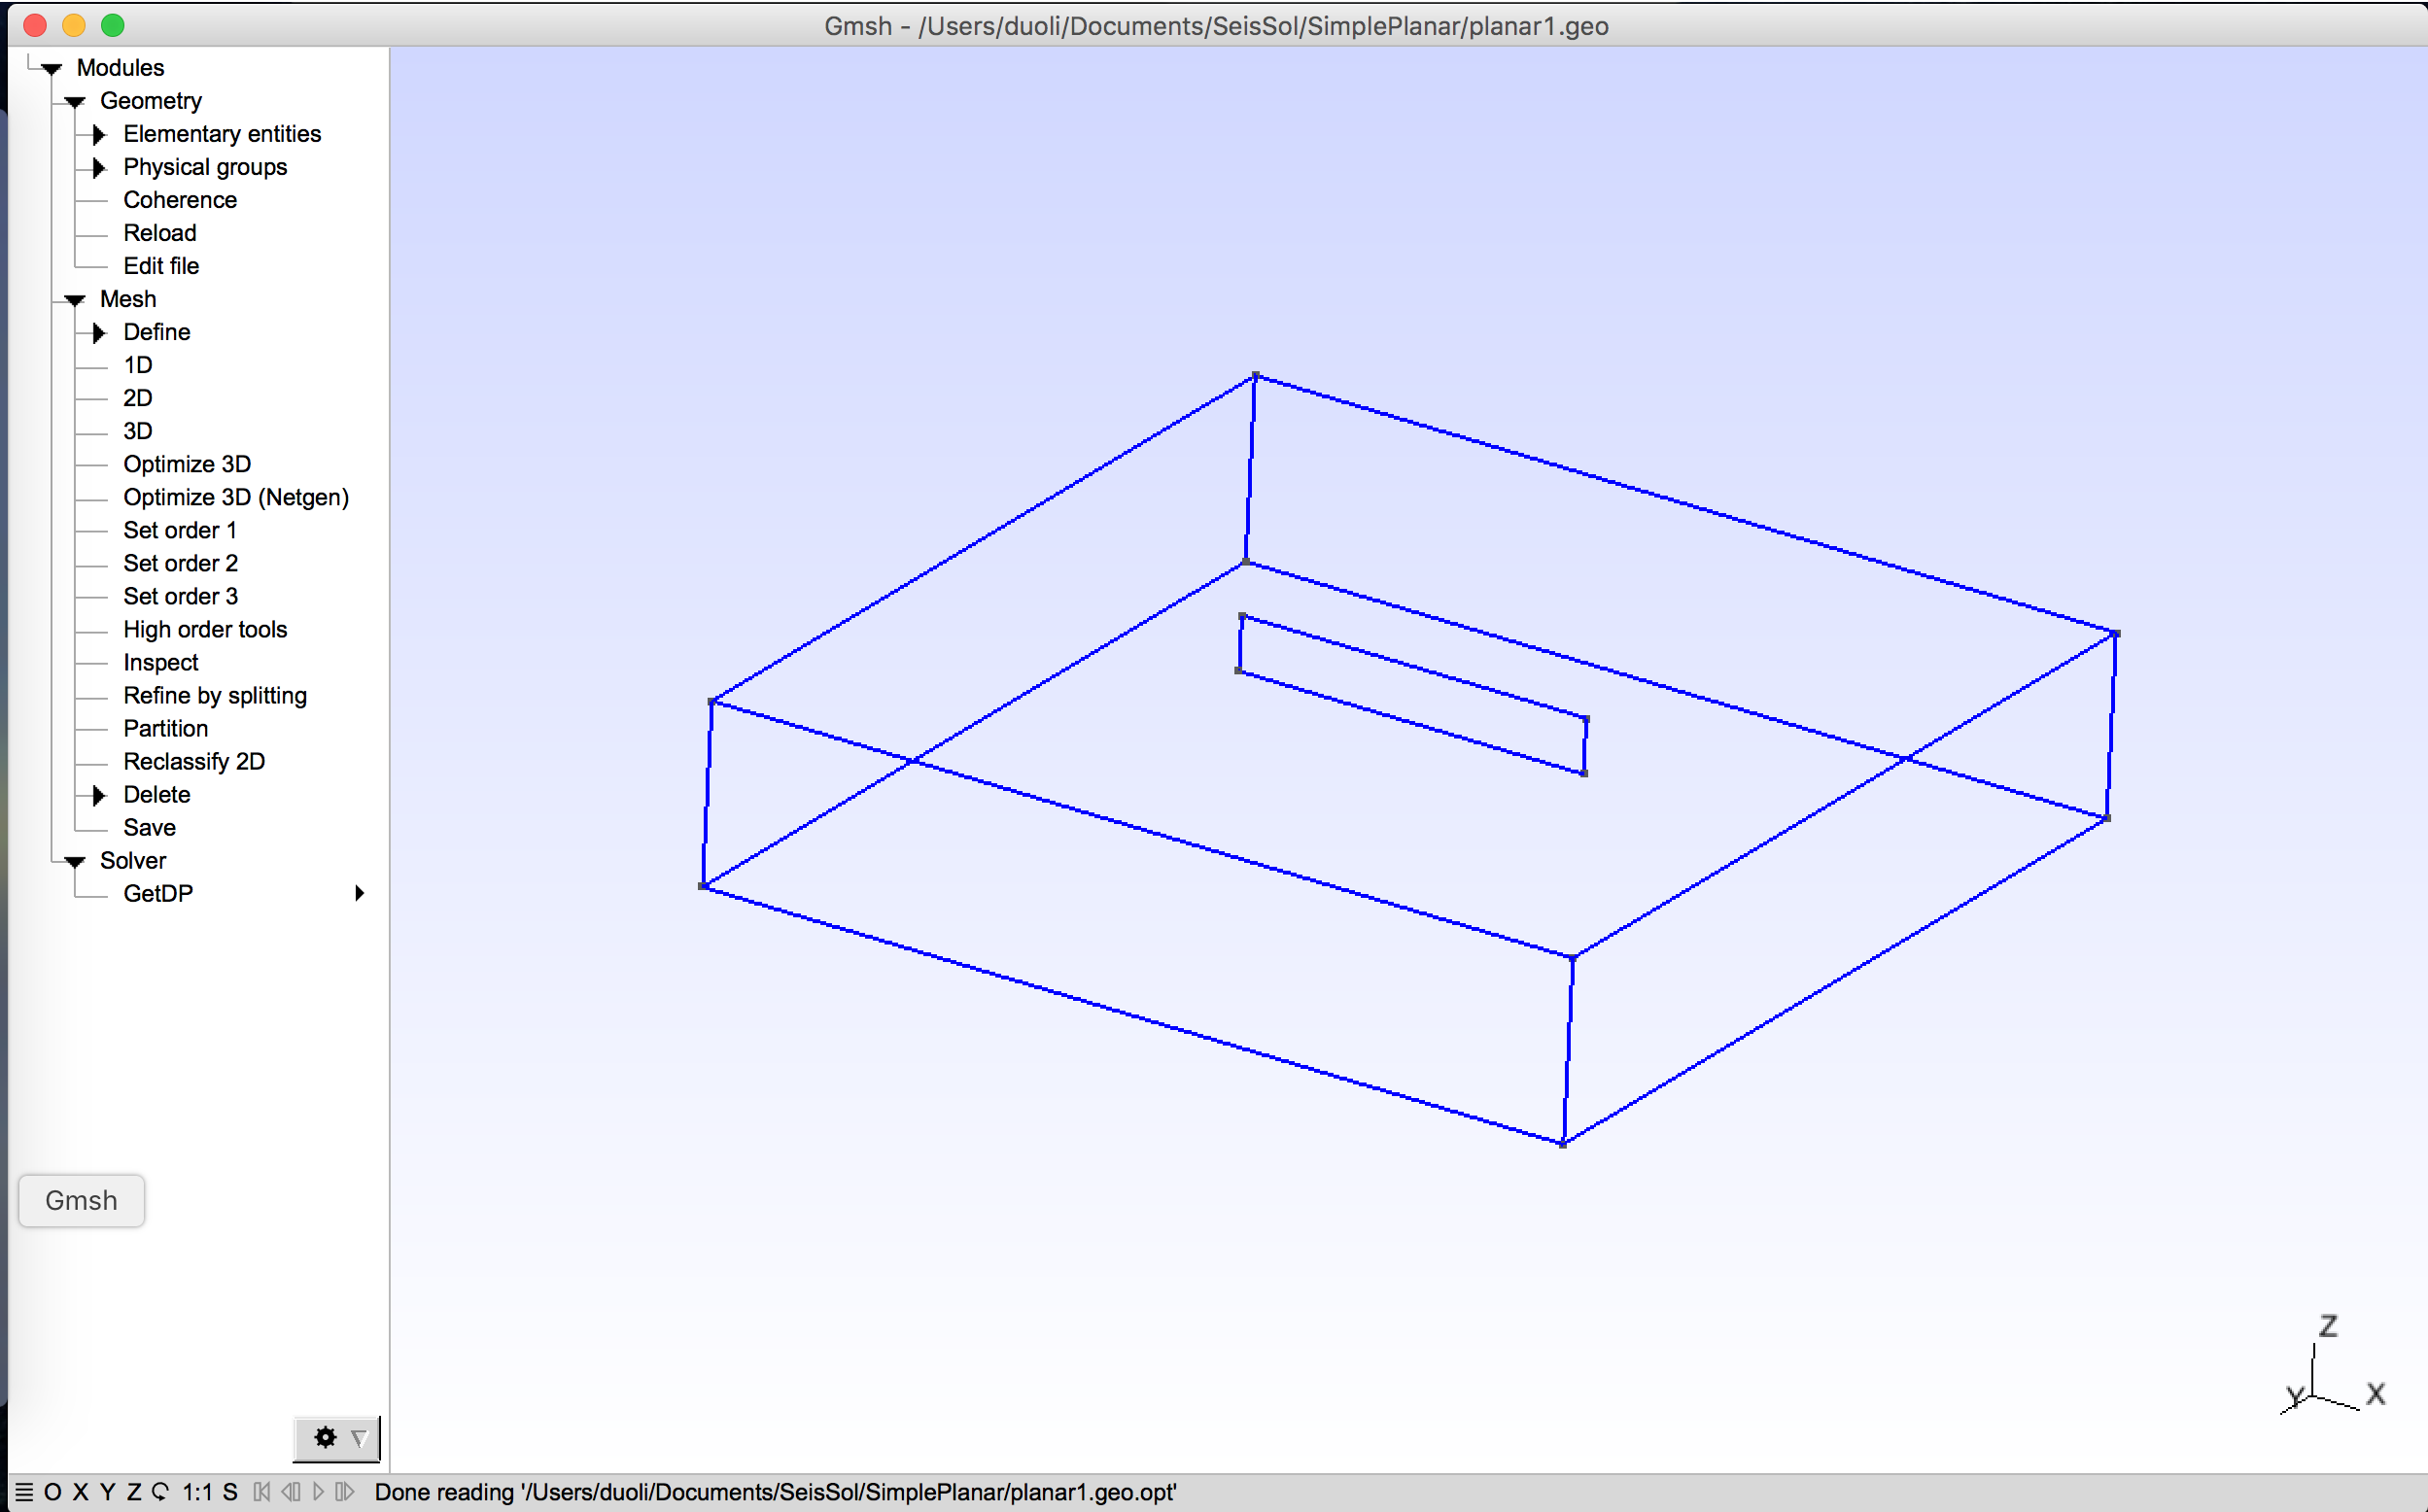 Gmsh - /Users/duoli/Documents/SeisSol/SimplePlanar/planar1.geo
Modules
Geometry
Elementary entities
Physical groups
Coherence
Reload
Edit file
Mesh
Define
1D
2D
3D
Optimize 3D
Optimize 3D (Netgen)
Set order 1
Set order 2
Set order 3
High order tools
Inspect
Refine by splitting
Partition
Reclassify 2D
Delete
Save
Solver
GetDP
Gmsh
Z
Y X
O X Y Z 1:1 S Done reading '/Users/duoli/Documents/SeisSol/SimplePlanar/planar1.geo.opt'